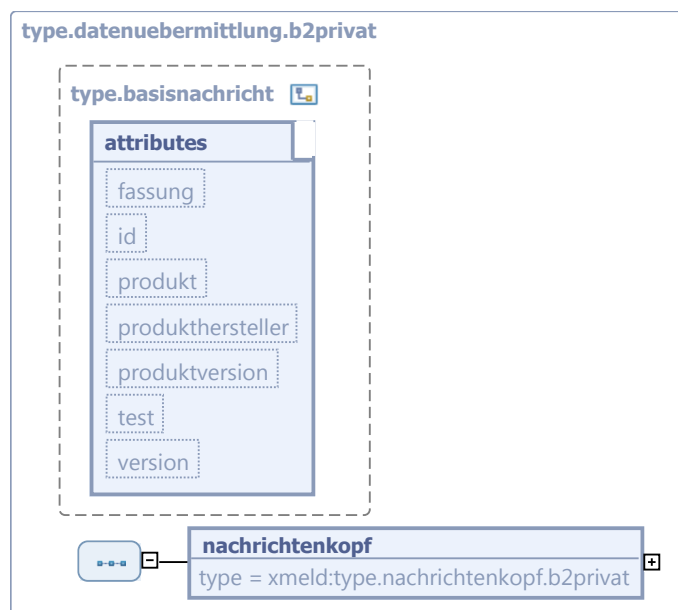 type.datenuebermittlung.b2privat
type.basisnachricht
attributes
fassung
id
produkt
produkthersteller
produktversion
test
version
nachrichtenkopf
type = xmeld:type.nachrichtenkopf.b2privat